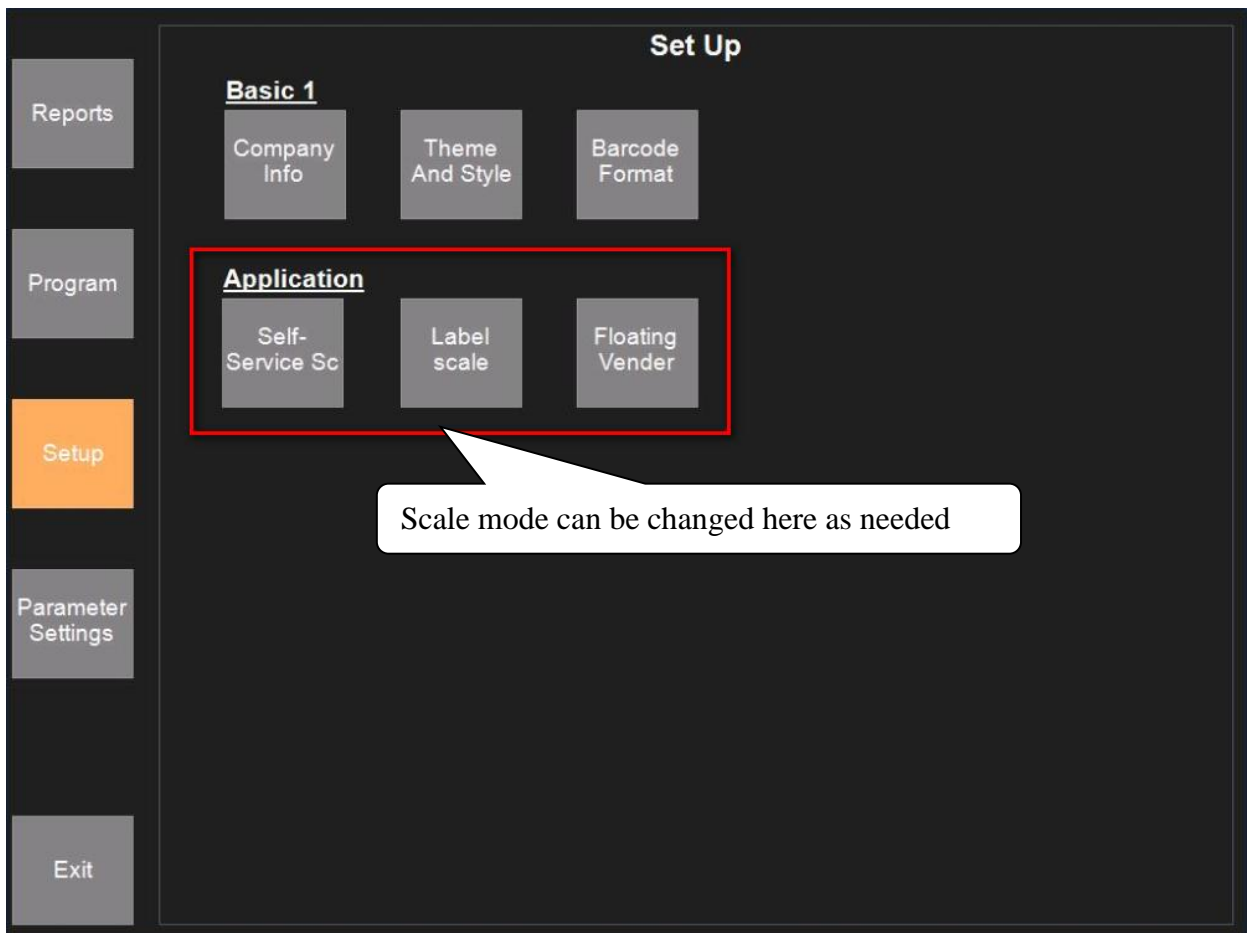 Set Up
Reports
Program
Setup
Parameter
Settings
Exit
Basic 1
Company
Info
Theme
And Style
Barcode
Format
Application
Self-
Service Sc
Label
scale
Floating
Vender
Scale mode can be changed here as needed